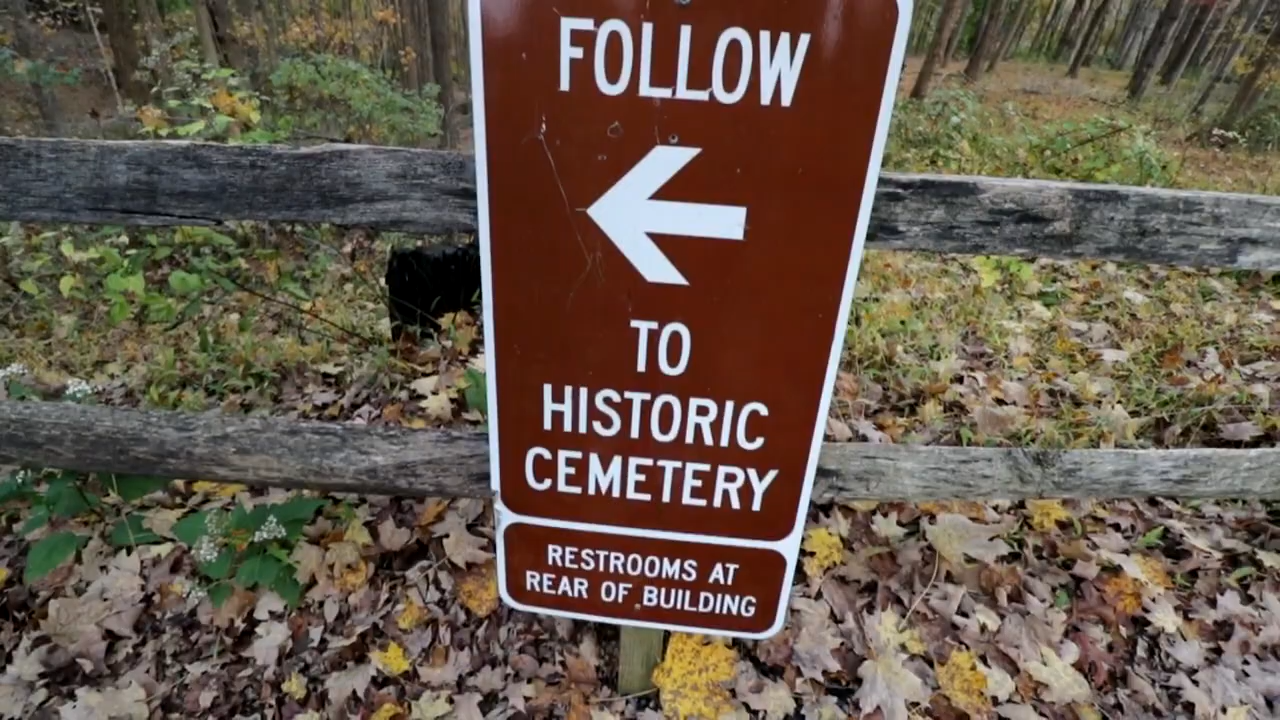 FOLLOW
TO
HISTORIC
CEMETERY
RESTROOMS AT
REAR OF BUILDING